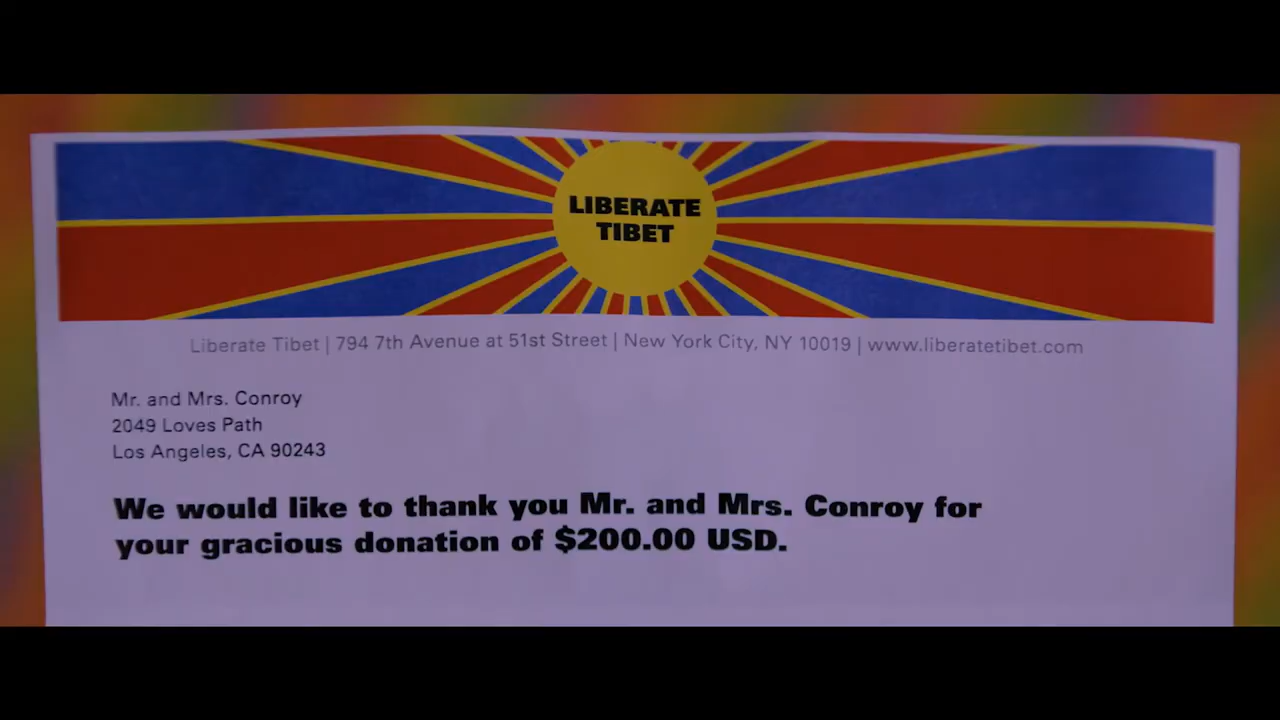 LIBERATE
TIBET
Liberate Tibet | 794 7th Avenue at 51st Street | New York City, NY 10019 | www.liberatetibet.com
Mr. and Mrs. Conroy
2049 Loves Path
Los Angeles, CA 90243
We would like to thank you Mr. and Mrs. Conroy for
your gracious donation of $200.00 USD.